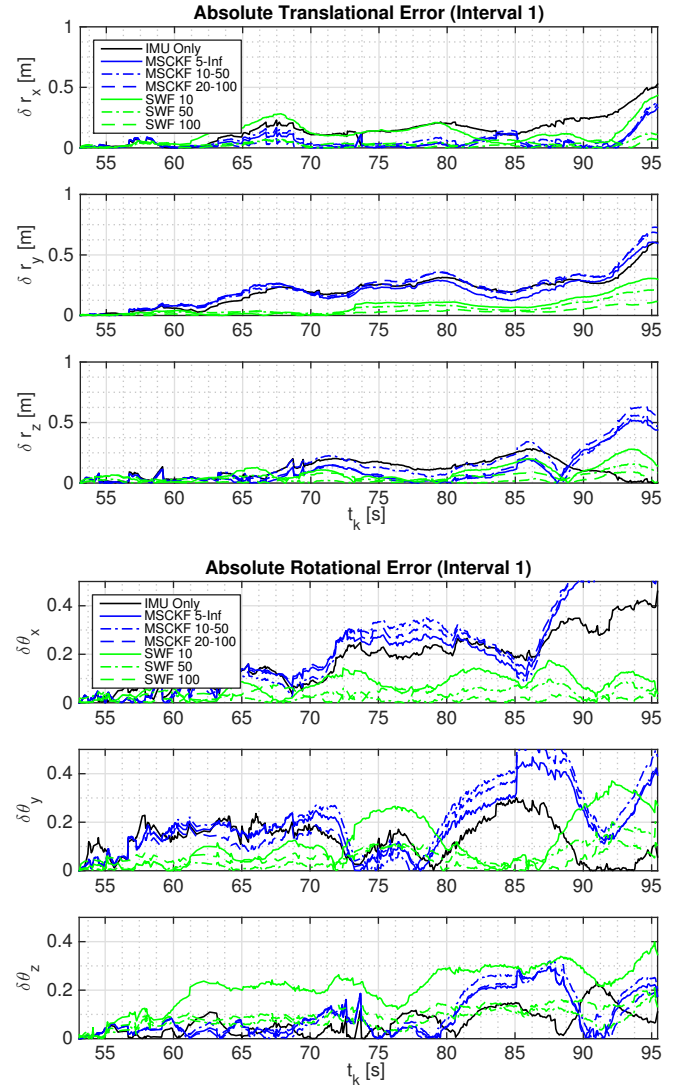 Absolute Translational Error (Interval 1)
1
0.5
0
δ r_x [m]
IMU Only
MSCKF 5-Inf
MSCKF 10-50
MSCKF 20-100
SWF 10
SWF 50
SWF 100
55 60 65 70 75 80 85 90 95
1
0.5
0
δ r_y [m]
55 60 65 70 75 80 85 90 95
1
0.5
0
δ r_z [m]
55 60 65 70 75 80 85 90 95
t_k [s]
Absolute Rotational Error (Interval 1)
0.4
0.2
0
δθ_x
IMU Only
MSCKF 5-Inf
MSCKF 10-50
MSCKF 20-100
SWF 10
SWF 50
SWF 100
55 60 65 70 75 80 85 90 95
0.4
0.2
0
δθ_y
55 60 65 70 75 80 85 90 95
0.4
0.2
0
δθ_z
55 60 65 70 75 80 85 90 95
t_k [s]